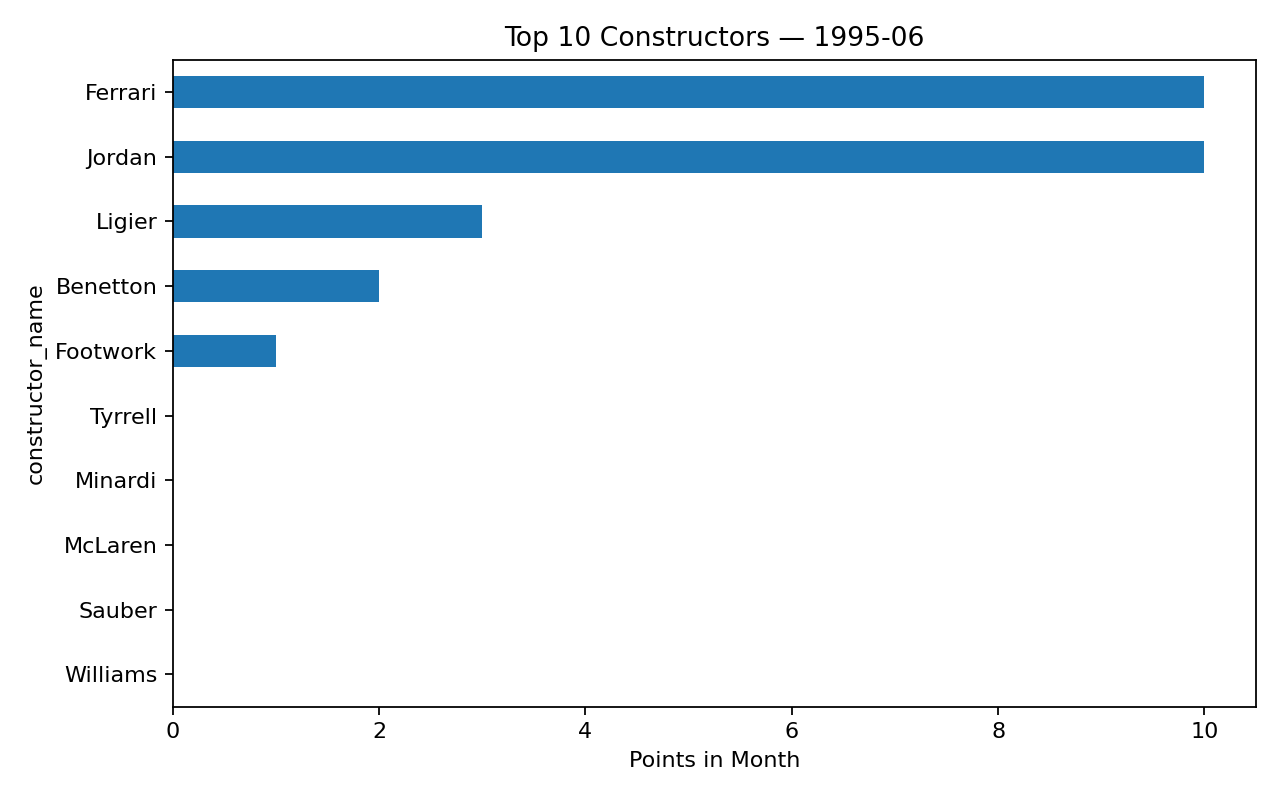 Top 10 Constructors — 1995-06
constructor_name
Ferrari
Jordan
Ligier
Benetton
Footwork
Tyrrell
Minardi
McLaren
Sauber
Williams
0 2 4 6 8 10
Points in Month